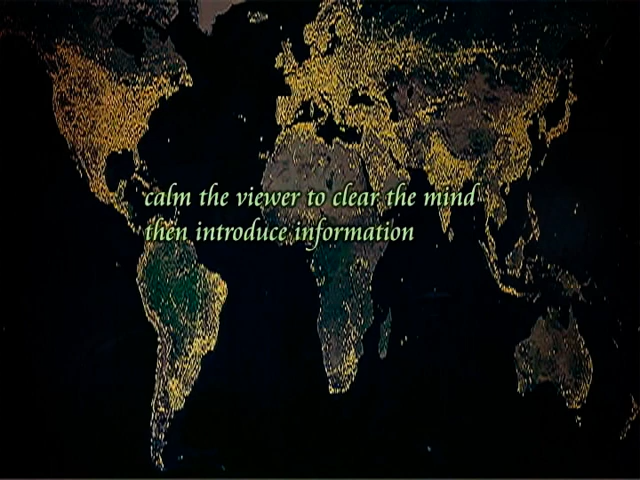 calm the viewer to clear the mind
then introduce information